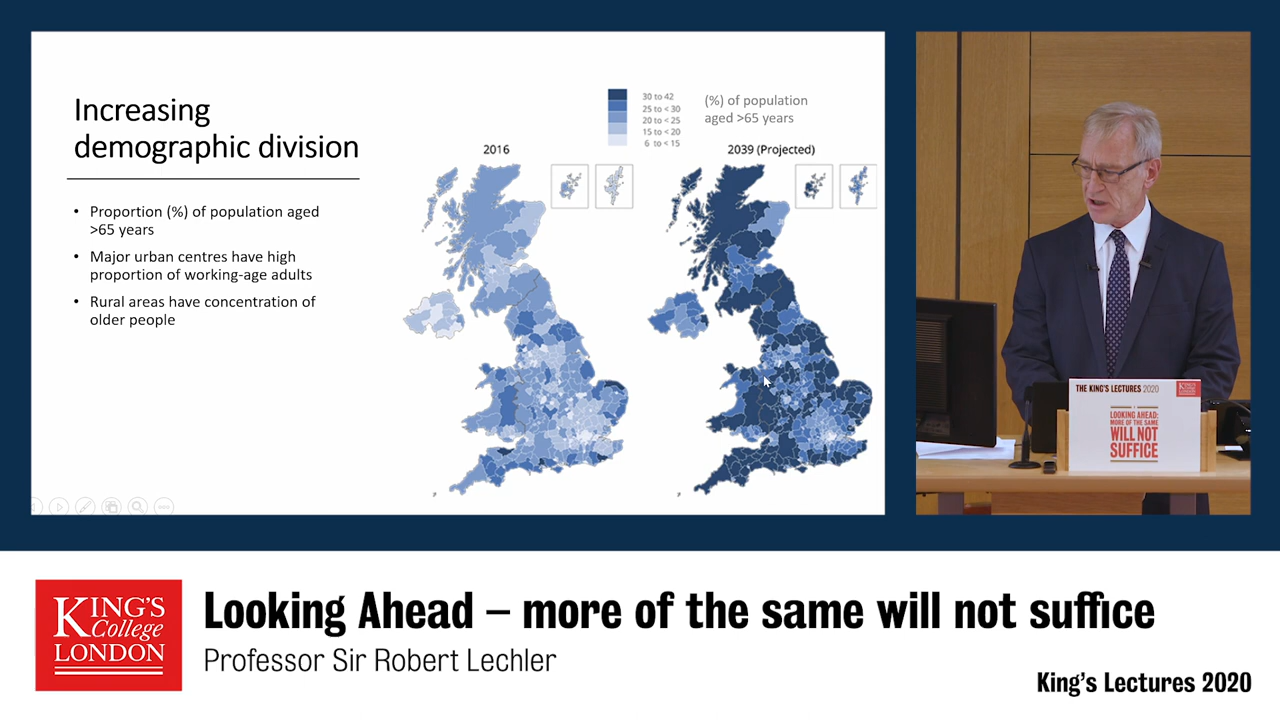 Increasing
demographic division
• Proportion (%) of population aged
>65 years
• Major urban centres have high
proportion of working-age adults
• Rural areas have concentration of
older people
30 to 42
25 to < 30
20 to < 25
15 to < 20
6 to < 15
(%) of population
aged >65 years
2016
2039 (Projected)
THE KING'S LECTURES 2020
KING'S
College
LONDON
LOOKING AHEAD:
MORE OF THE SAME
WILL NOT
SUFFICE
KING'S
College
LONDON
Looking Ahead – more of the same will not suffice
Professor Sir Robert Lechler
King's Lectures 2020